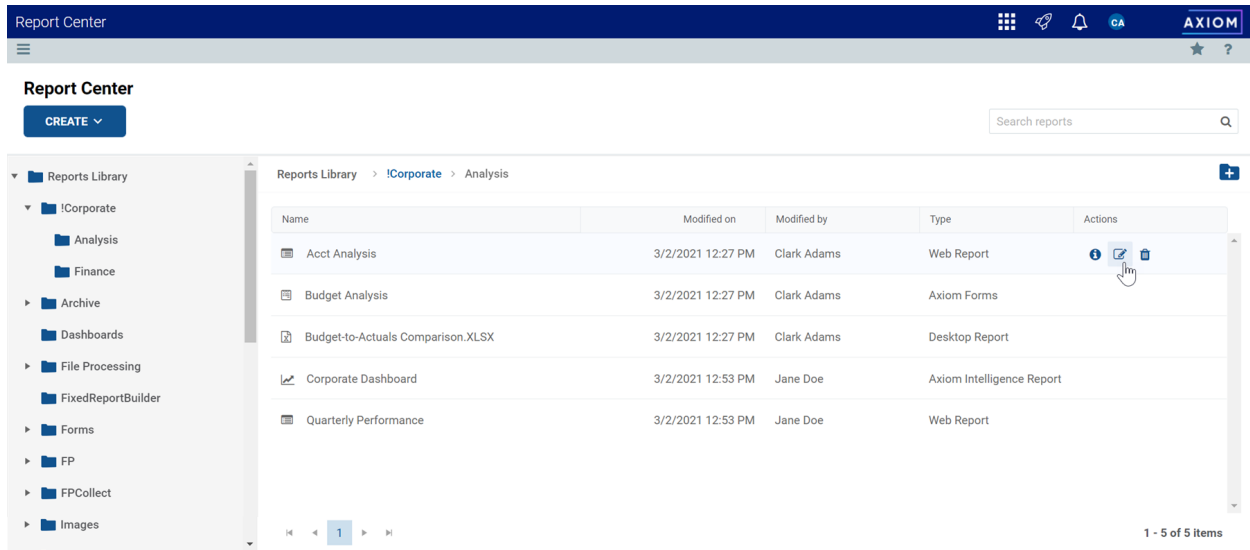 Report Center
CA
AXIOM
?
Report Center
CREATE
Search reports
Reports Library
!Corporate
Analysis
Finance
Archive
Dashboards
File Processing
FixedReportBuilder
Forms
FP
FPCollect
Images
Reports Library > !Corporate > Analysis
Name Modified on Modified by Type Actions
Acct Analysis 3/2/2021 12:27 PM Clark Adams Web Report
Budget Analysis 3/2/2021 12:27 PM Clark Adams Axiom Forms
Budget-to-Actuals Comparison.XLSX 3/2/2021 12:27 PM Clark Adams Desktop Report
Corporate Dashboard 3/2/2021 12:53 PM Jane Doe Axiom Intelligence Report
Quarterly Performance 3/2/2021 12:53 PM Jane Doe Web Report
1
1 - 5 of 5 items